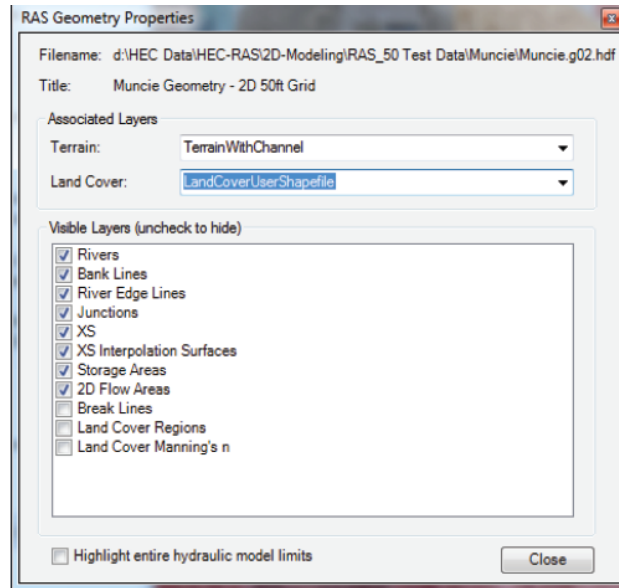 RAS Geometry Properties
Filename: d:\HEC Data\HEC-RAS\2D-Modeling\RAS_50 Test Data\Muncie\Muncie.g02.hdf
Title: Muncie Geometry - 2D 50ft Grid
Associated Layers
Terrain: TerrainWithChannel
Land Cover: LandCoverUserShapefile
Visible Layers (uncheck to hide)
Rivers
Bank Lines
River Edge Lines
Junctions
XS
XS Interpolation Surfaces
Storage Areas
2D Flow Areas
Break Lines
Land Cover Regions
Land Cover Manning's n
Highlight entire hydraulic model limits Close